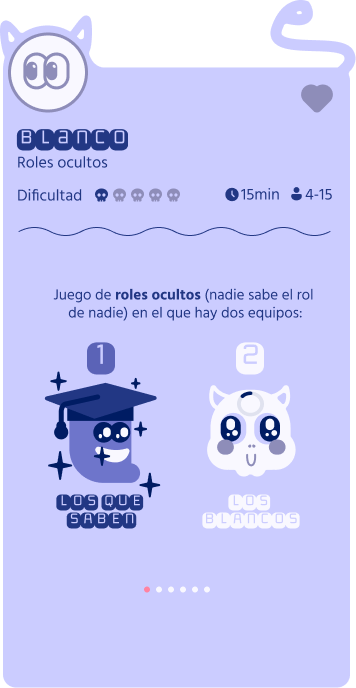 BLANCO
Roles ocultos
Dificultad 15min 4-15
Juego de roles ocultos (nadie sabe el rol
de nadie) en el que hay dos equipos:
1 2
LOS QUE
SABEN
LOS
BLANCOS